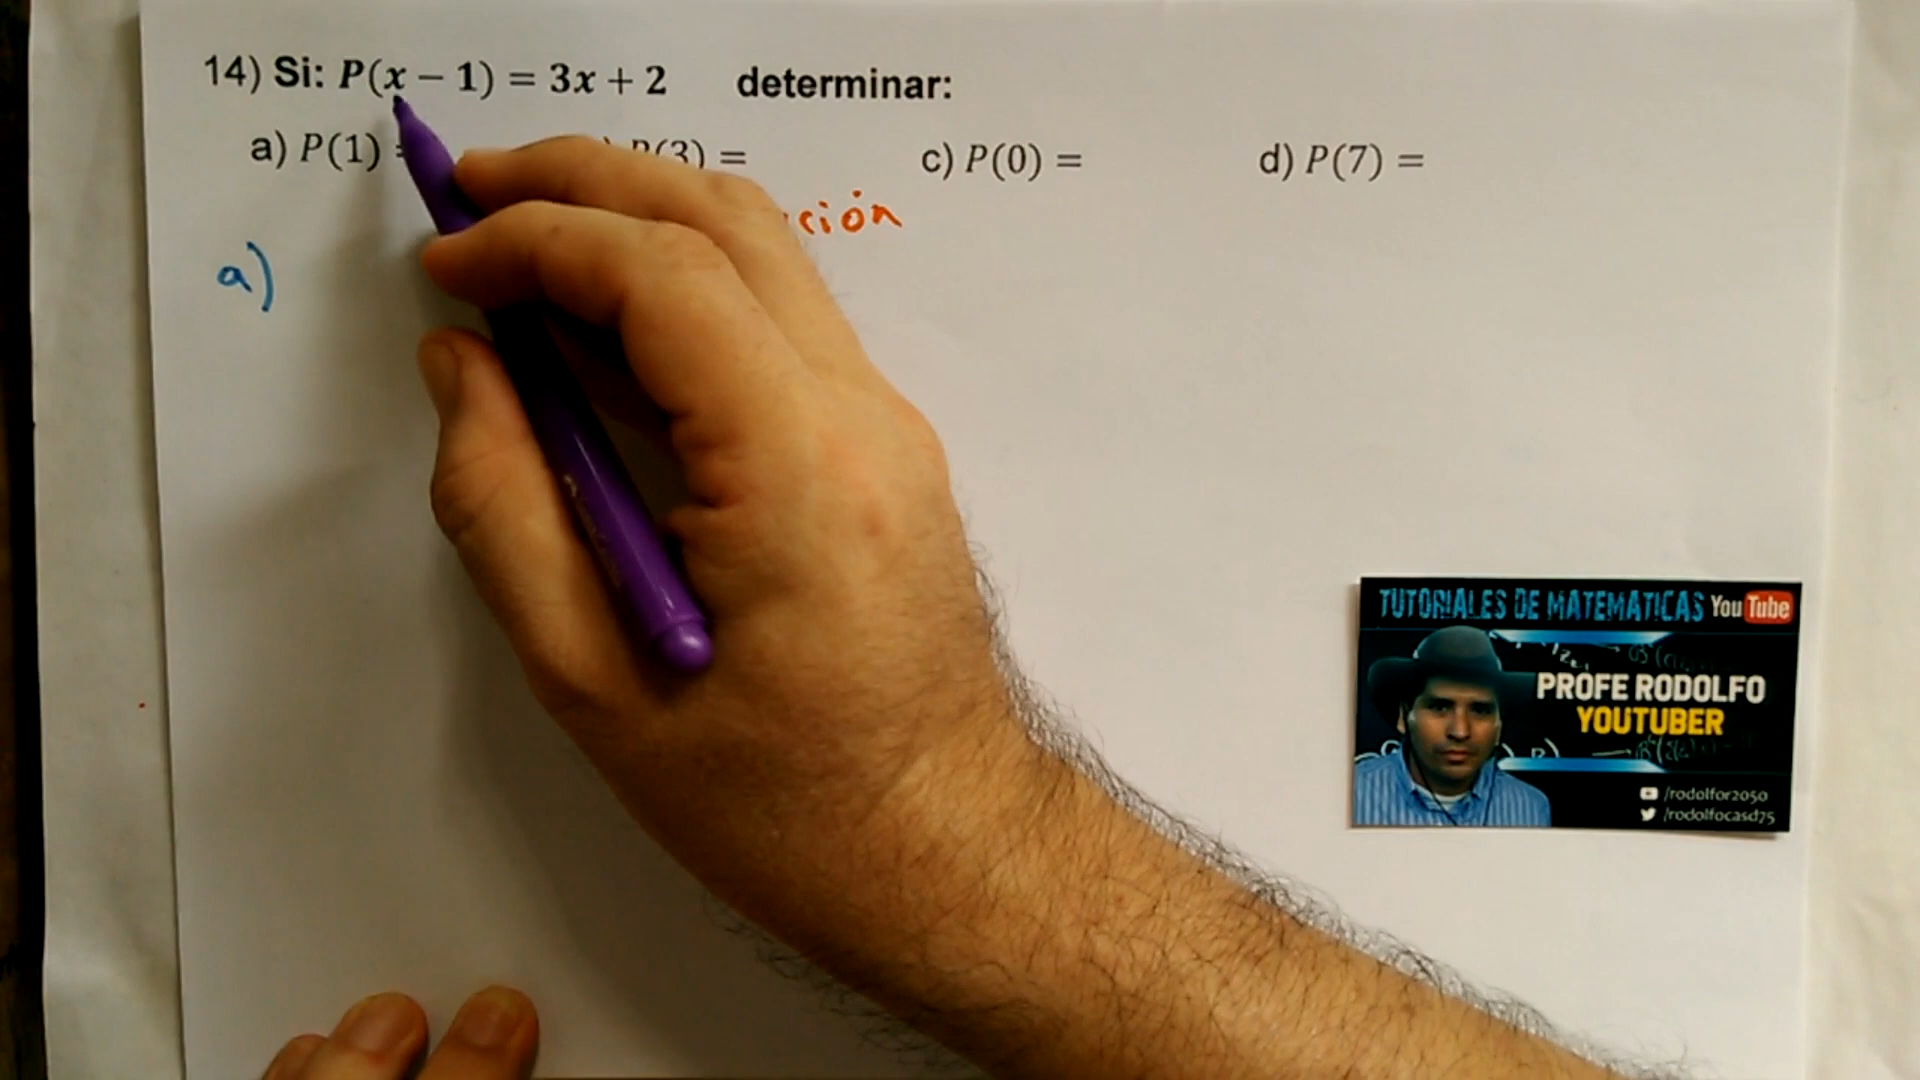 14) Si: P(x − 1) = 3x + 2 determinar:
a) P(1) P(3) = c) P(0) = d) P(7) =
ción
a)
TUTORIALES DE MATEMATICAS YouTube
PROFE RODOLFO
YOUTUBER
/rodolfor2050
/rodolfocasd75